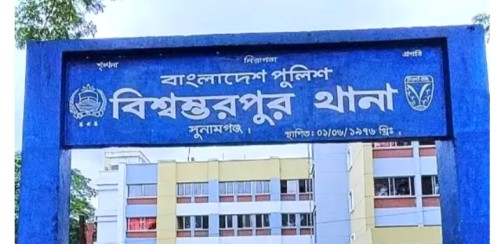 শৃঙ্খলা নিরাপত্তা প্রগতি
বাংলাদেশ পুলিশ
বিশ্বম্ভরপুর থানা
সুনামগঞ্জ।
স্থাপিত: ০১/০৬/১৯৭৬ খ্রিঃ।